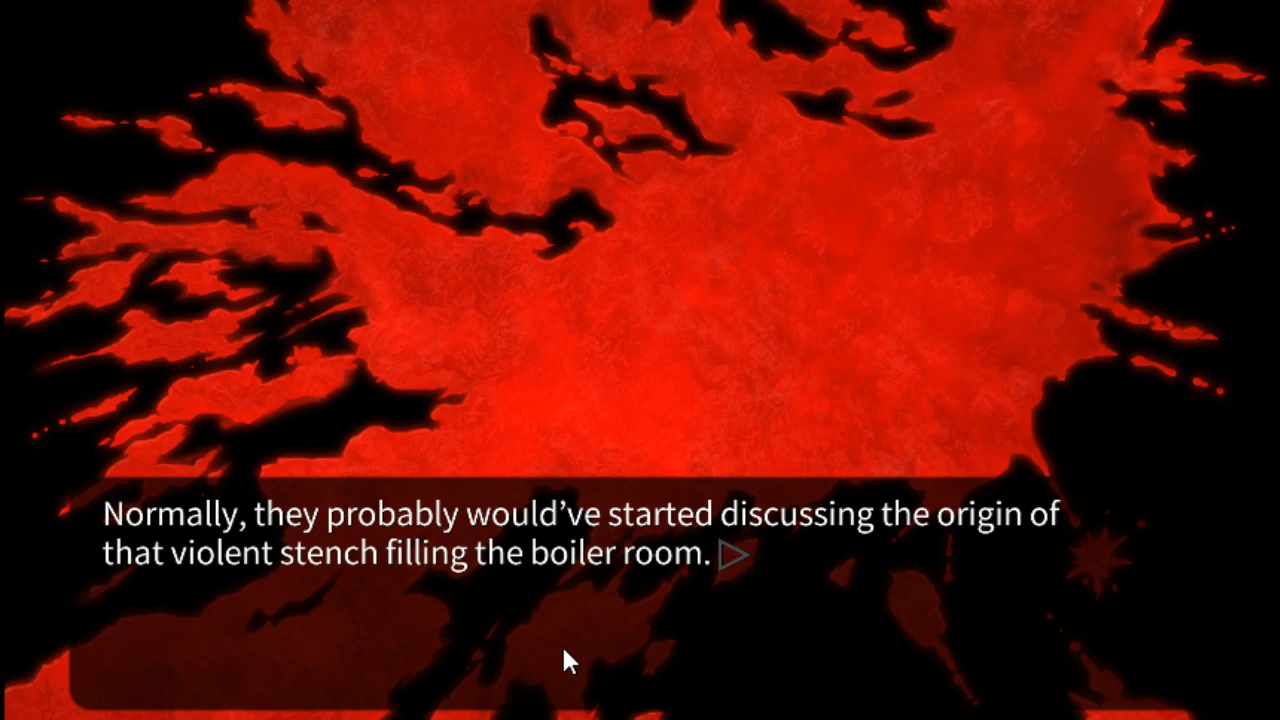 Normally, they probably would’ve started discussing the origin of
that violent stench filling the boiler room.